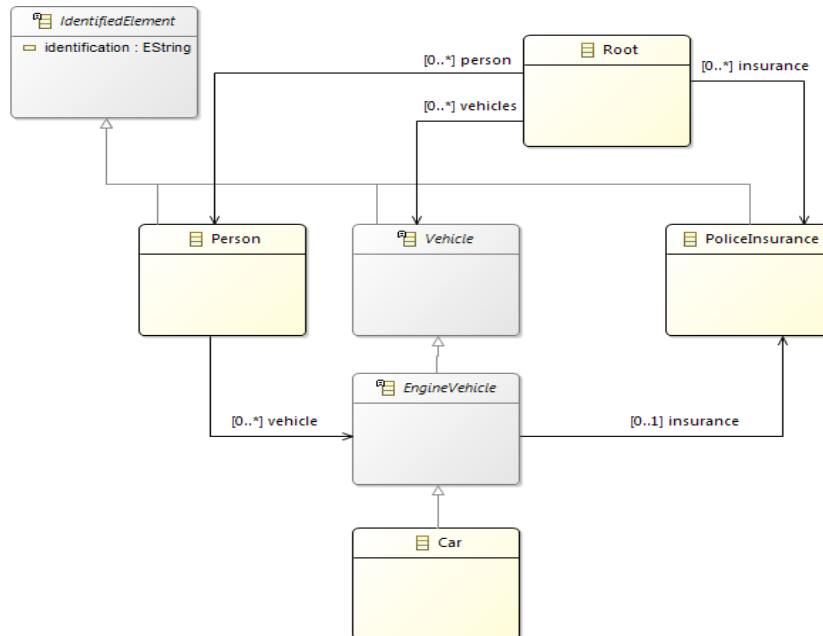 IdentifiedElement
identification : EString
Root
[0..*] person
[0..*] insurance
[0..*] vehicles
Person
Vehicle
PoliceInsurance
EngineVehicle
[0..*] vehicle
[0..1] insurance
Car